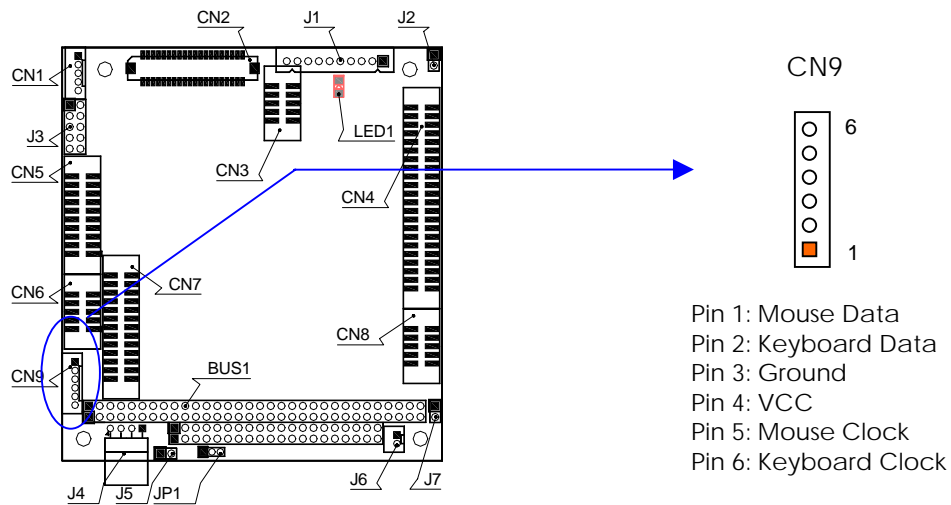 CN2
J1
J2
CN1
J3
CN5
CN6
CN9
LED1
CN3
CN4
CN7
CN8
BUS1
J4
J5
JP1
J6
J7
CN9
6
1
Pin 1: Mouse Data
Pin 2: Keyboard Data
Pin 3: Ground
Pin 4: VCC
Pin 5: Mouse Clock
Pin 6: Keyboard Clock